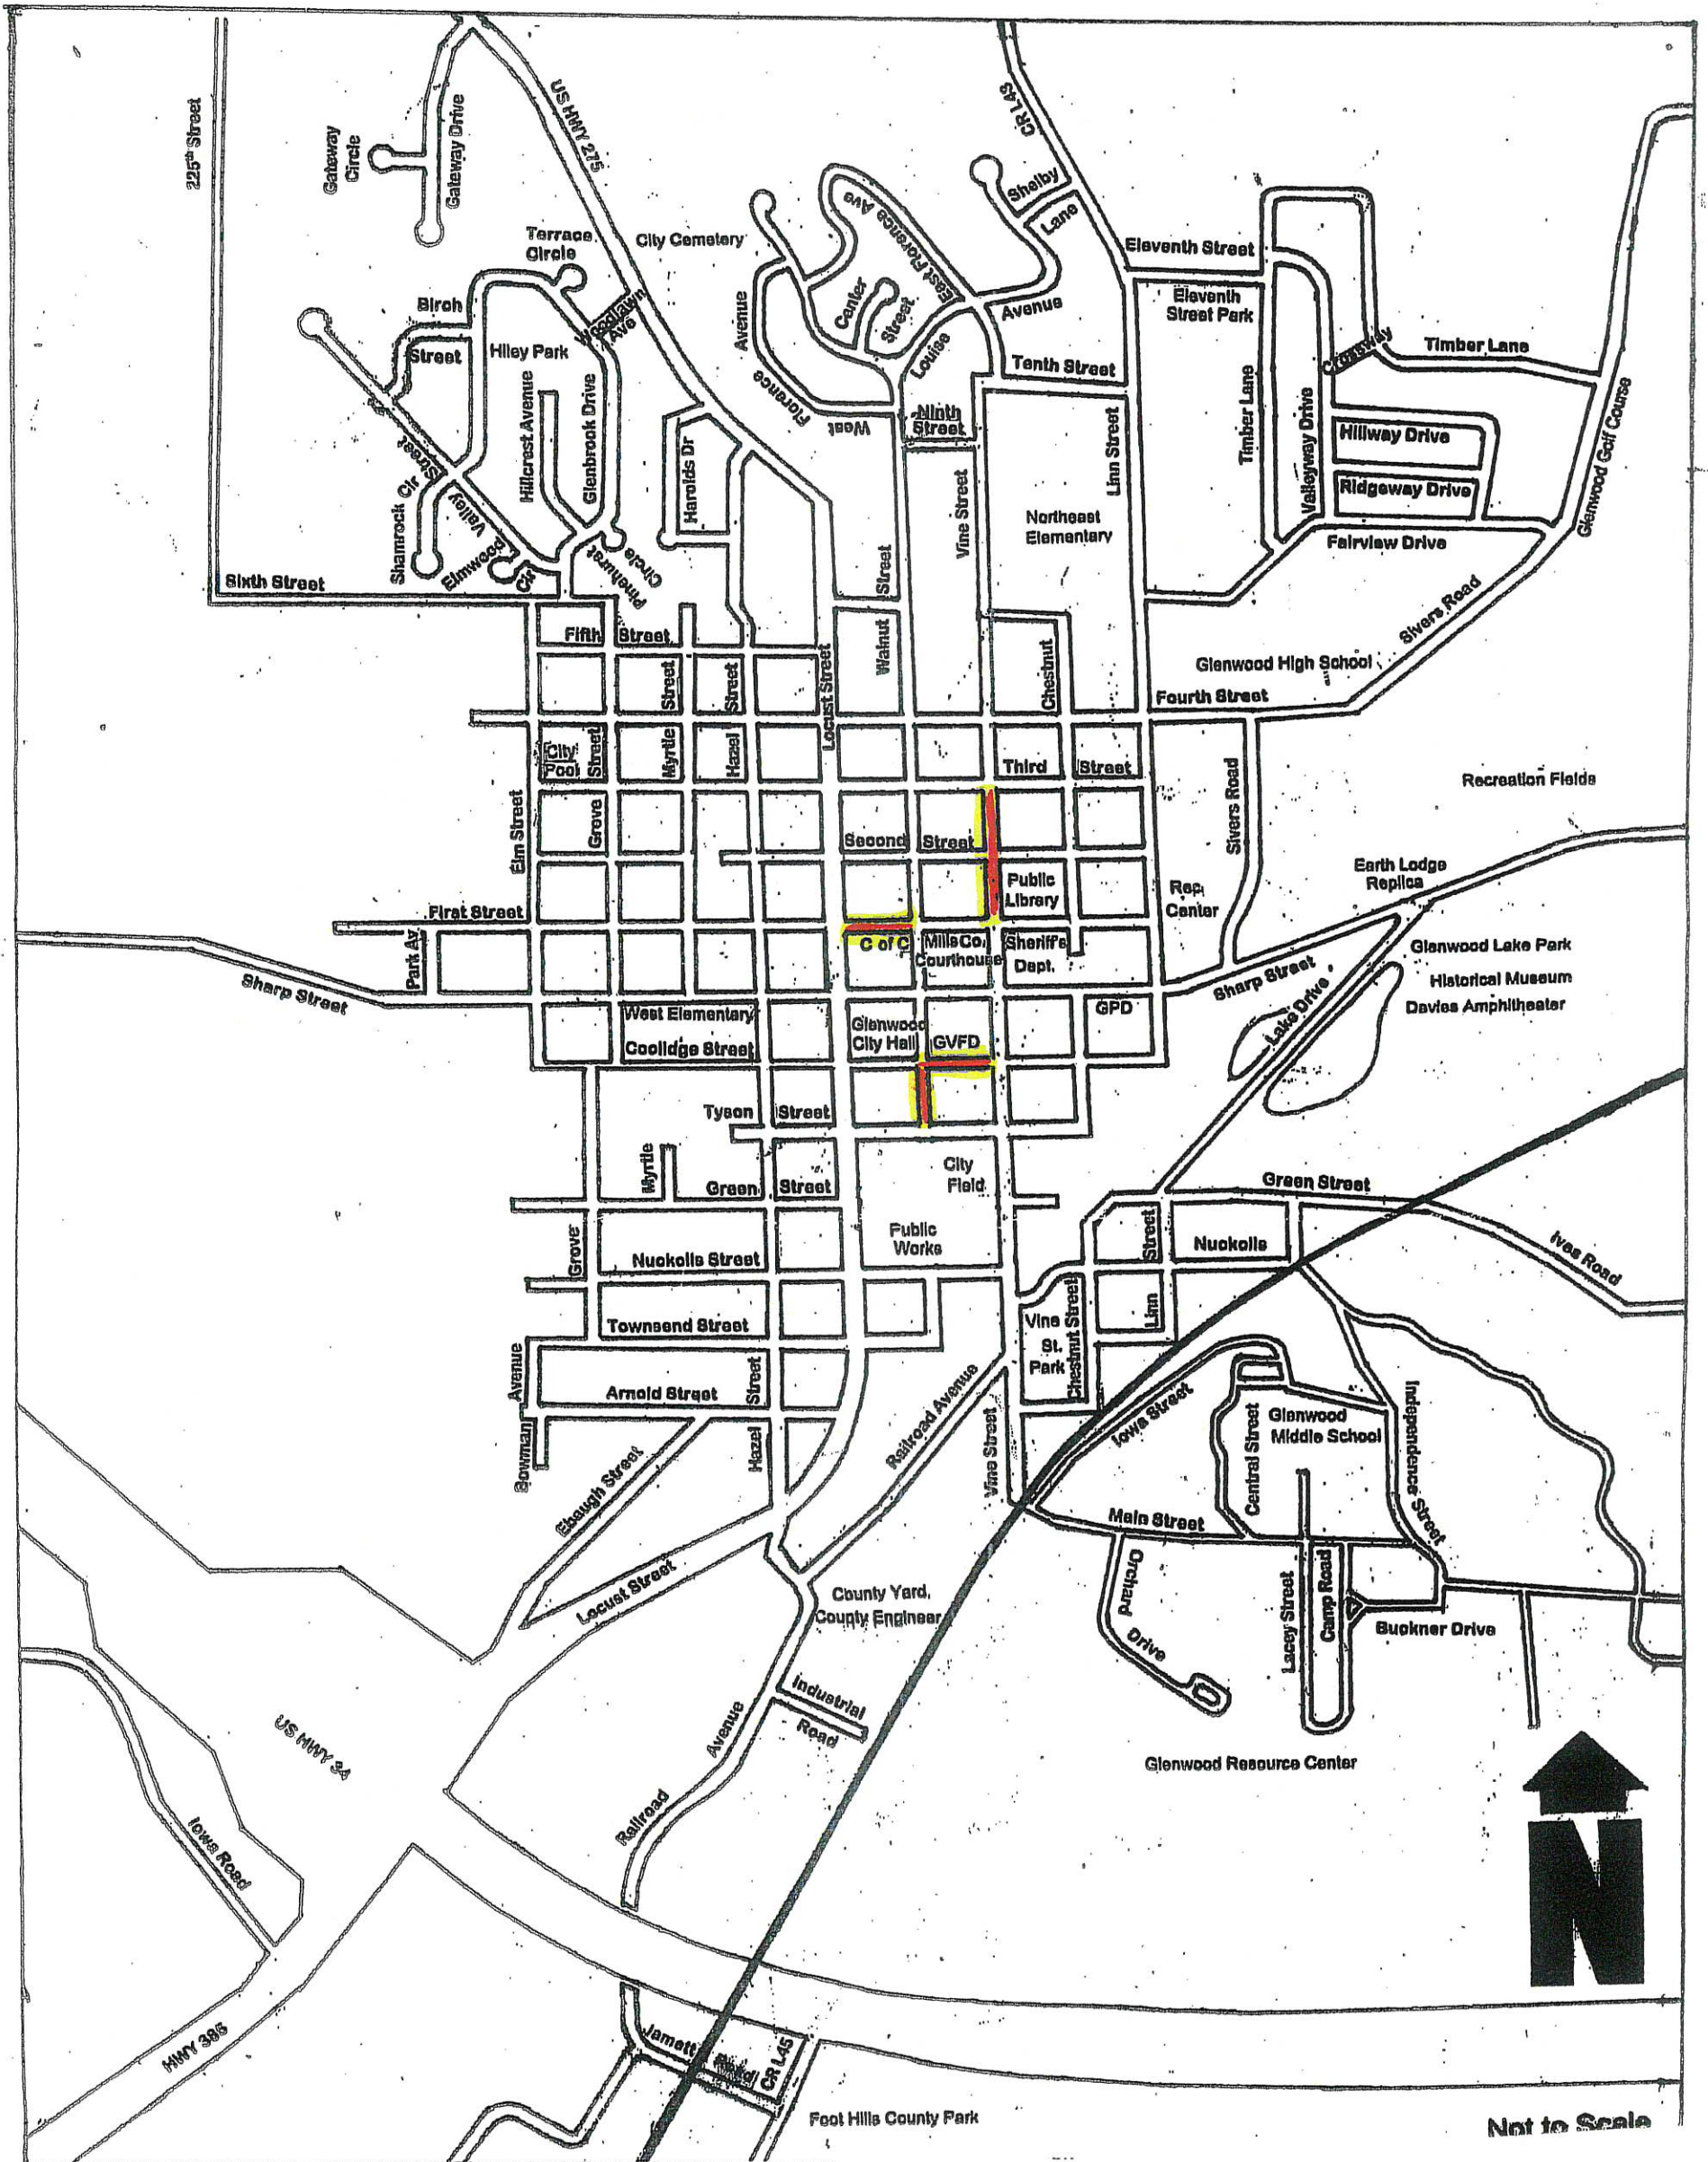 225th Street
Gateway
Circle
Gateway Drive
US HWY 275
CR L43
Shelby
Lane
Terrace
Circle
City Cemetery
East Florence Ave
Eleventh Street
Birch
Street
Woodlawn
Ave
Avenue
Center
Street
Avenue
Eleventh
Street Park
Hiley Park
Louise
Crossway
Timber Lane
Tenth Street
Florence
West
Ninth
Street
Hillcrest Avenue
Glenbrook Drive
Harolds Dr
Linn Street
Timber Lane
Valleyway Drive
Hillway Drive
Ridgeway Drive
Glenwood Golf Course
Street
Shamrock Cir
Valley
Elmwood
Cir
Pinehurst
Circle
Vine Street
Northeast
Elementary
Fairview Drive
Sixth Street
Street
Walnut
Fifth Street
Sivers Road
Street
Street
Locust Street
Chestnut
Glenwood High School
Fourth Street
City
Pool
Street
Myrtle
Hazel
Third Street
Recreation Fields
Elm Street
Grove
Second Street
Sivers Road
Earth Lodge
Replica
Public
Library
Rec
Center
First Street
Park Av
C of C
Mills Co.
Courthouse
Sheriff's
Dept.
Glenwood Lake Park
Historical Museum
Davies Amphitheater
Sharp Street
Sharp Street
Lake Drive
West Elementary
Glenwood
City Hall
GVFD
GPD
Coolidge Street
Tyson Street
Myrtle
Green Street
City
Field
Green Street
Grove
Nuckolls Street
Public
Works
Street
Nuckolls
Ives Road
Townsend Street
Vine
St.
Park
Chestnut Street
Linn
Avenue
Bowman
Arnold Street
Street
Hazel
Railroad Avenue
Vine Street
Iowa Street
Central Street
Glenwood
Middle School
Independence Street
Ebaugh Street
Main Street
Locust Street
County Yard,
County Engineer
Orchard
Drive
Lacey Street
Camp Road
Buckner Drive
Industrial
Road
Avenue
Railroad
Glenwood Resource Center
US HWY 34
Iowa Road
N
HWY 385
Jamott Road
CR L45
Foot Hills County Park
Not to Scale